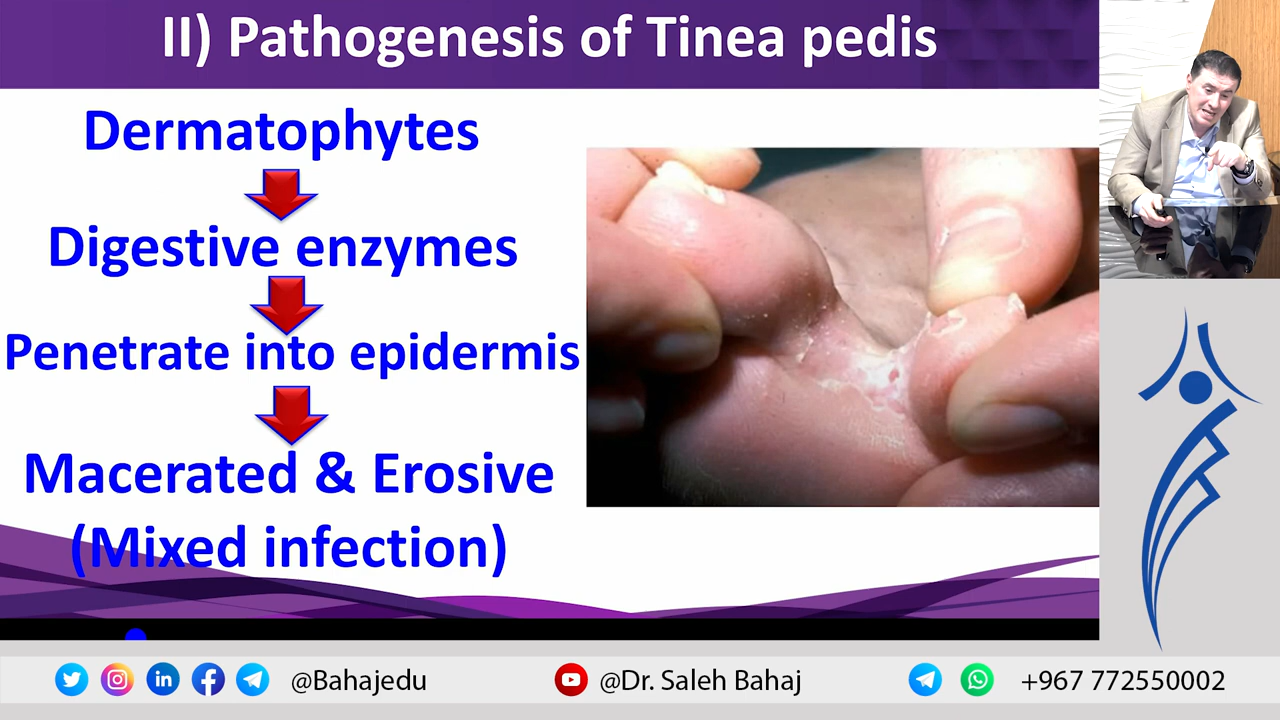 II) Pathogenesis of Tinea pedis
Dermatophytes
Digestive enzymes
Penetrate into epidermis
Macerated & Erosive
(Mixed infection)
@Bahajedu
@Dr. Saleh Bahaj
+967 772550002